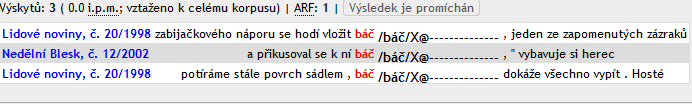 Výskytů: 3 ( 0.0 i.p.m.; vztaženo k celému korpusu) | ARF: 1 | Výsledek je promíchán
Lidové noviny, č. 20/1998 zabijačkového náporu se hodí vložit báč /báč/X@-------------- , jeden ze zapomenutých zázraků
Nedělní Blesk, č. 12/2002 a přikusoval se k ní báč /báč/X@-------------- , " vybavuje si herec
Lidové noviny, č. 20/1998 potíráme stále povrch sádlem , báč /báč/X@-------------- dokáže všechno vypít . Hosté